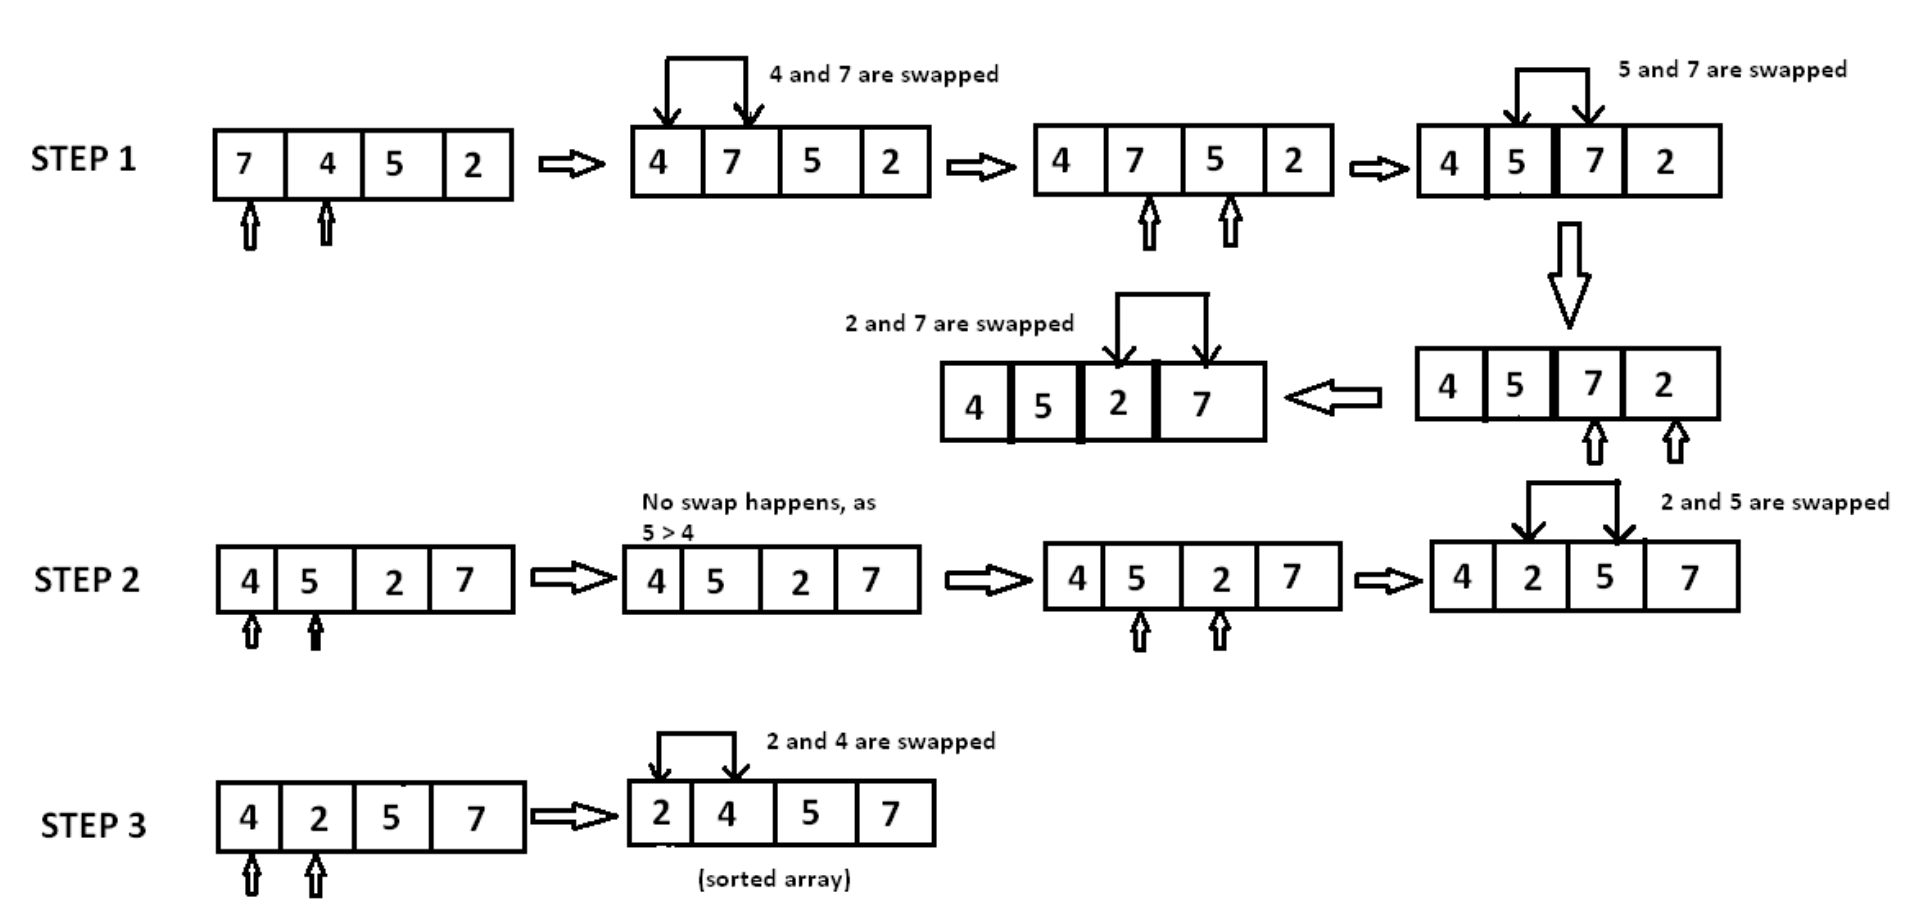 4 and 7 are swapped
5 and 7 are swapped
STEP 1
7 4 5 2
4 7 5 2
4 7 5 2
4 5 7 2
2 and 7 are swapped
4 5 2 7
4 5 7 2
No swap happens, as
5 > 4
2 and 5 are swapped
STEP 2
4 5 2 7
4 5 2 7
4 5 2 7
4 2 5 7
2 and 4 are swapped
STEP 3
4 2 5 7
2 4 5 7
(sorted array)